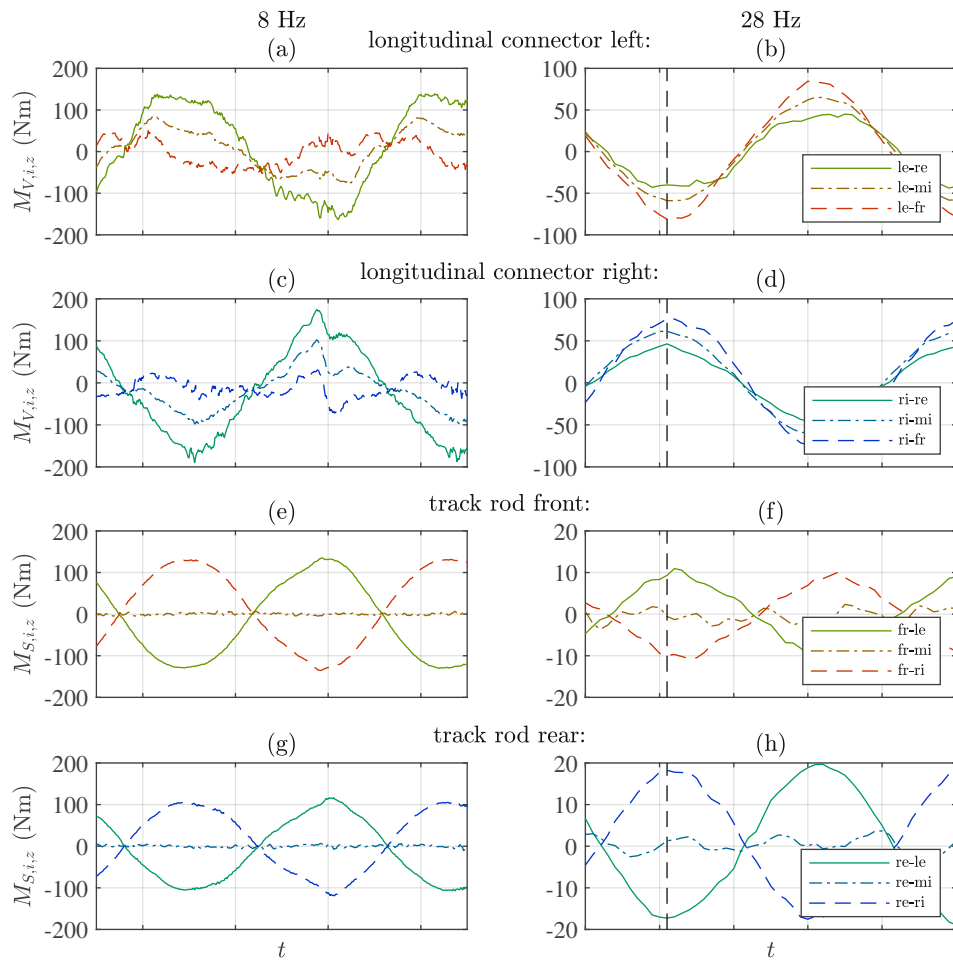 8 Hz 28 Hz
(a) longitudinal connector left: (b)
200
100
0
-100
-200
M_{V,i,z} (Nm)
100
50
0
-50
-100
le-re
le-mi
le-fr
(c) longitudinal connector right: (d)
200
100
0
-100
-200
M_{V,i,z} (Nm)
100
50
0
-50
-100
ri-re
ri-mi
ri-fr
(e) track rod front: (f)
200
100
0
-100
-200
M_{S,i,z} (Nm)
20
10
0
-10
-20
fr-le
fr-mi
fr-ri
(g) track rod rear: (h)
200
100
0
-100
-200
M_{S,i,z} (Nm)
20
10
0
-10
-20
re-le
re-mi
re-ri
t t